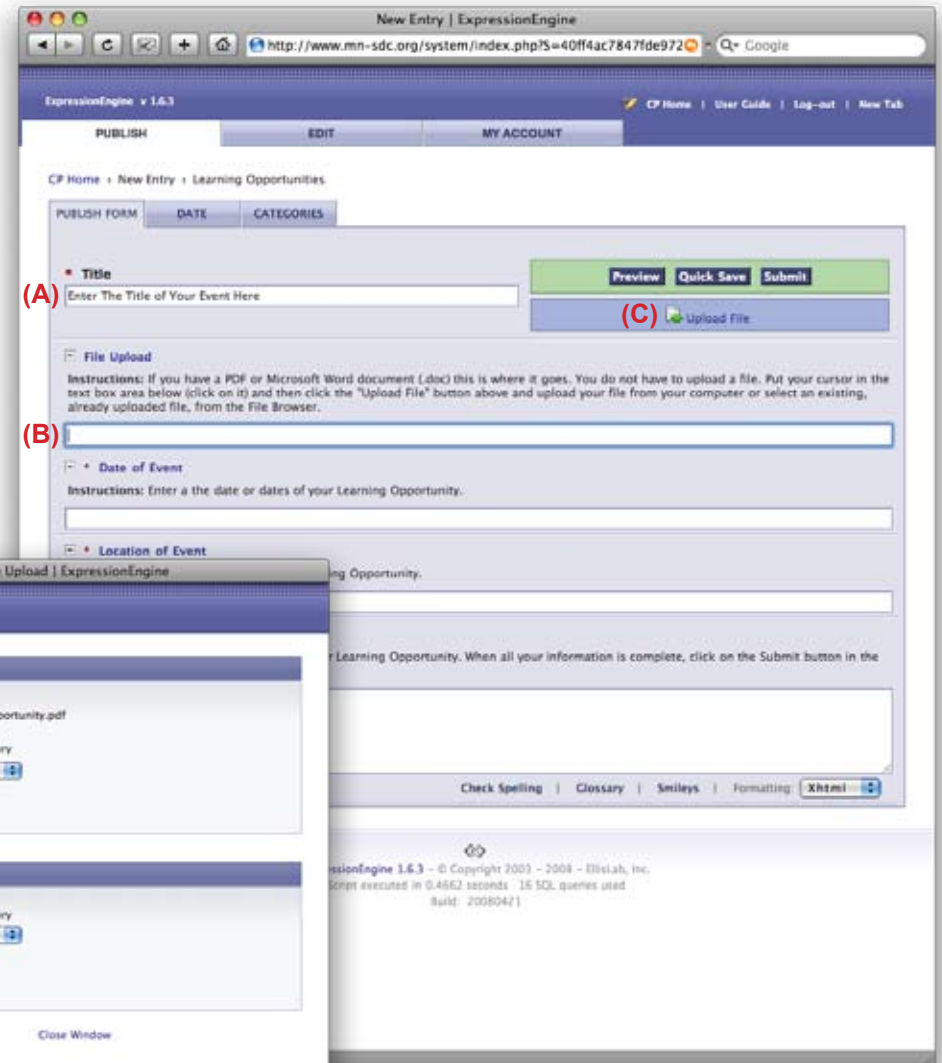 New Entry | ExpressionEngine
http://www.mn-sdc.org/system/index.php?S=40ff4ac7847fde972
Google
ExpressionEngine v 1.6.3
CP Home | User Guide | Log-out | New Tab
PUBLISH EDIT MY ACCOUNT
CP Home › New Entry › Learning Opportunities
PUBLISH FORM DATE CATEGORIES
* Title
Preview Quick Save Submit
(A) Enter The Title of Your Event Here
(C) Upload File
File Upload
Instructions: If you have a PDF or Microsoft Word document (.doc) this is where it goes. You do not have to upload a file. Put your cursor in the
text box area below (click on it) and then click the "Upload File" button above and upload your file from your computer or select an existing,
already uploaded file, from the File Browser.
(B)
* Date of Event
Instructions: Enter a the date or dates of your Learning Opportunity.
* Location of Event
Upload | ExpressionEngine
ing Opportunity.
r Learning Opportunity. When all your information is complete, click on the Submit button in the
portunity.pdf
ry
Check Spelling | Glossary | Smileys | Formatting: Xhtml
essionEngine 1.6.3 - © Copyright 2003 - 2008 - EllisLab, Inc.
Script executed in 0.4662 seconds 16 SQL queries used
Build: 20080421
ry
Close Window